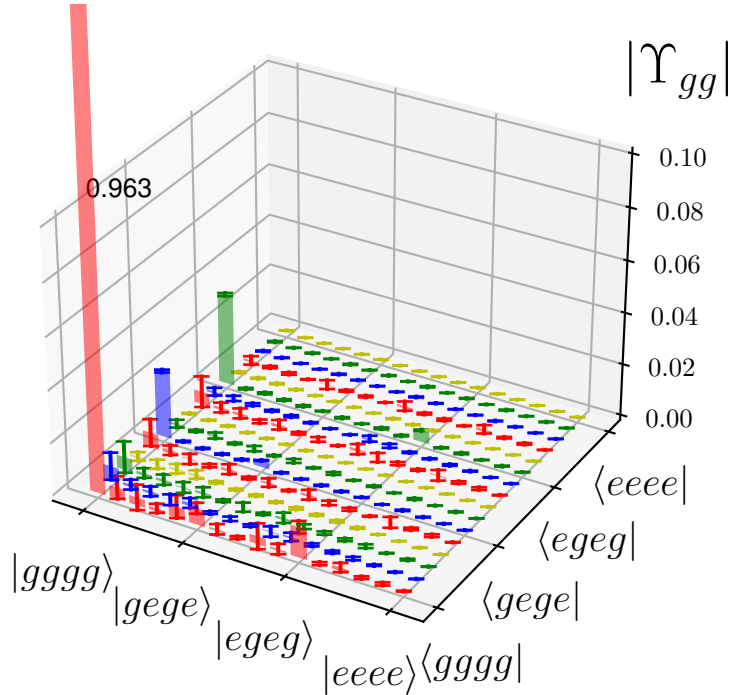 |ϒgg|
0.10
0.963
0.08
0.06
0.04
0.02
0.00
⟨eeee|
⟨egeg|
|gggg⟩
|gege⟩
⟨gege|
|egeg⟩
|eeee⟩
⟨gggg|